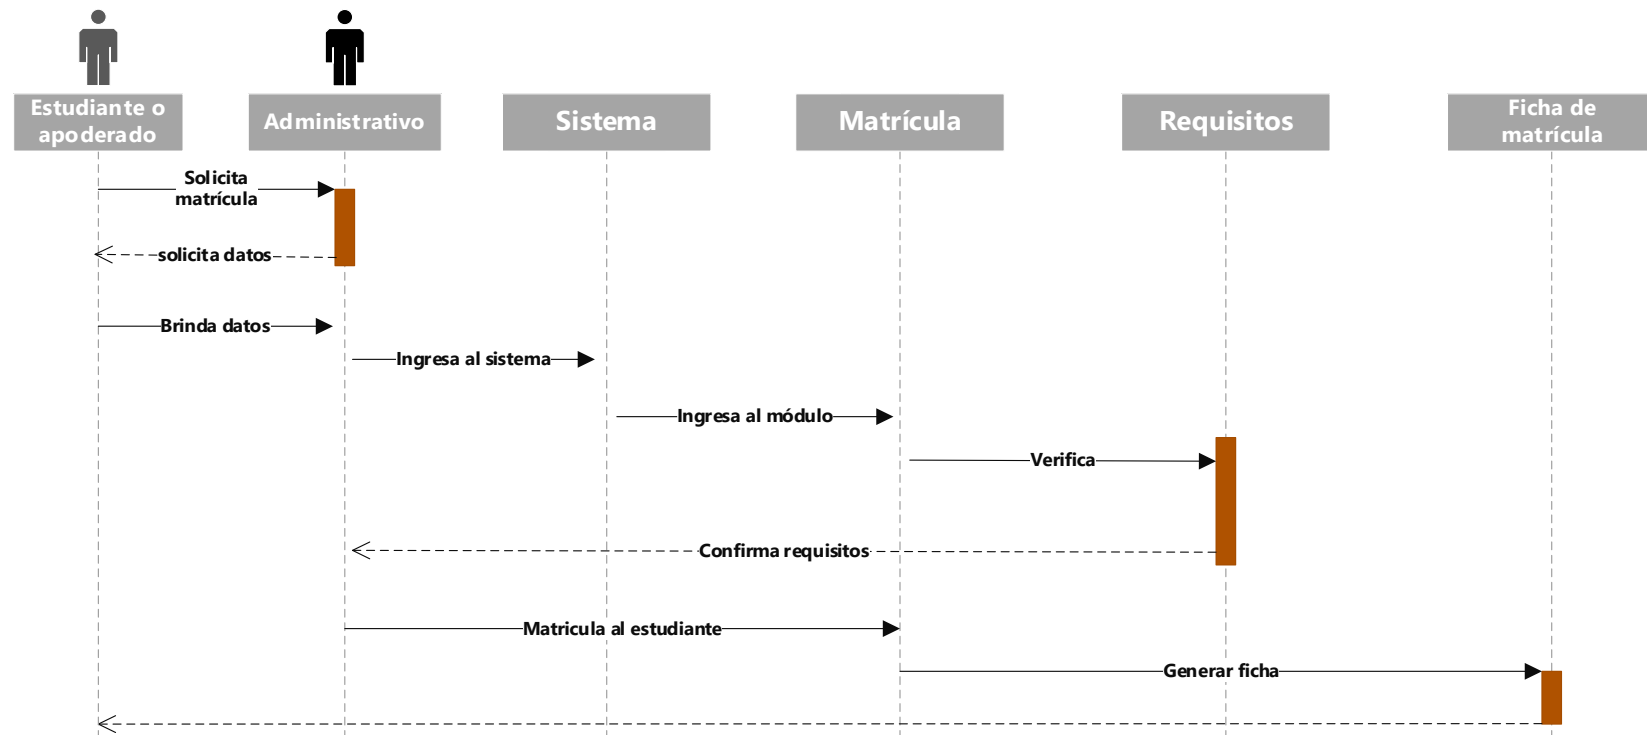 Estudiante o
apoderado
Administrativo
Sistema
Matrícula
Requisitos
Ficha de
matrícula
Solicita
matrícula
solicita datos
Brinda datos
Ingresa al sistema
Ingresa al módulo
Verifica
Confirma requisitos
Matricula al estudiante
Generar ficha